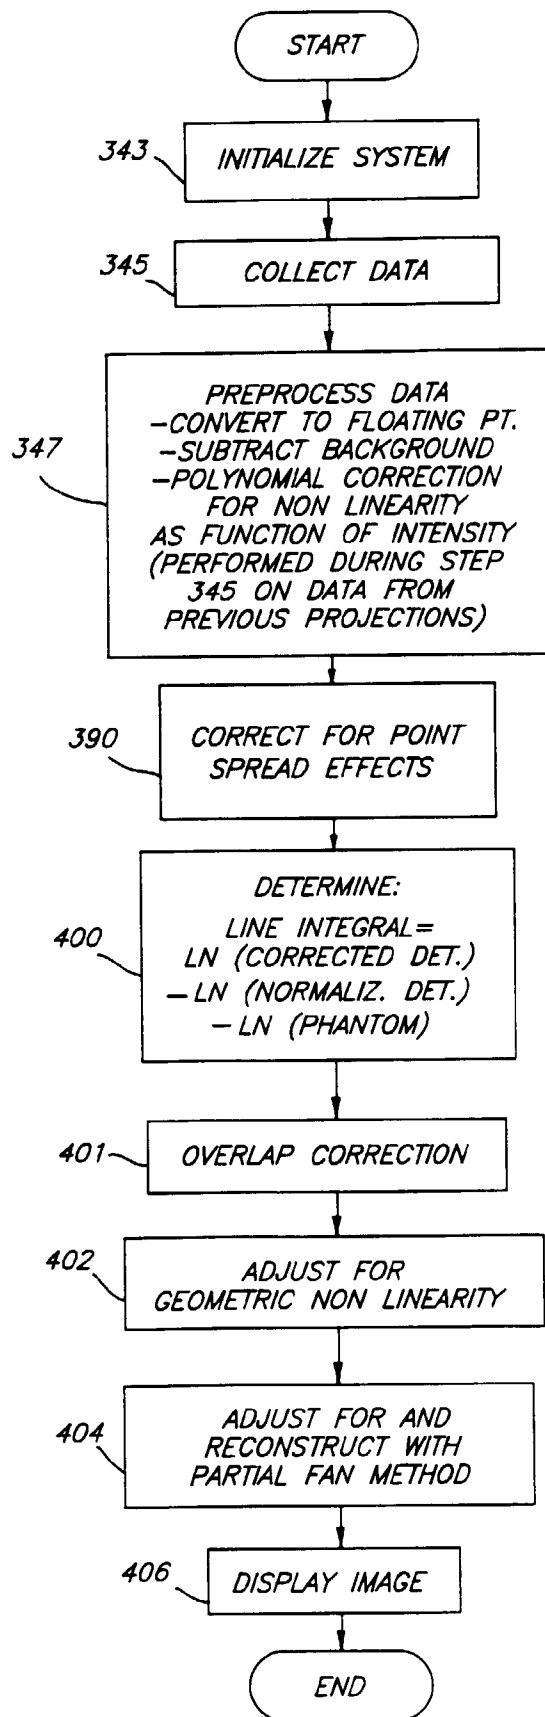 START
343
INITIALIZE SYSTEM
345
COLLECT DATA
347
PREPROCESS DATA
-CONVERT TO FLOATING PT.
-SUBTRACT BACKGROUND
-POLYNOMIAL CORRECTION
FOR NON LINEARITY
AS FUNCTION OF INTENSITY
(PERFORMED DURING STEP
345 ON DATA FROM
PREVIOUS PROJECTIONS)
390
CORRECT FOR POINT
SPREAD EFFECTS
400
DETERMINE:
LINE INTEGRAL=
LN (CORRECTED DET.)
- LN (NORMALIZ. DET.)
- LN (PHANTOM)
401
OVERLAP CORRECTION
402
ADJUST FOR
GEOMETRIC NON LINEARITY
404
ADJUST FOR AND
RECONSTRUCT WITH
PARTIAL FAN METHOD
406
DISPLAY IMAGE
END